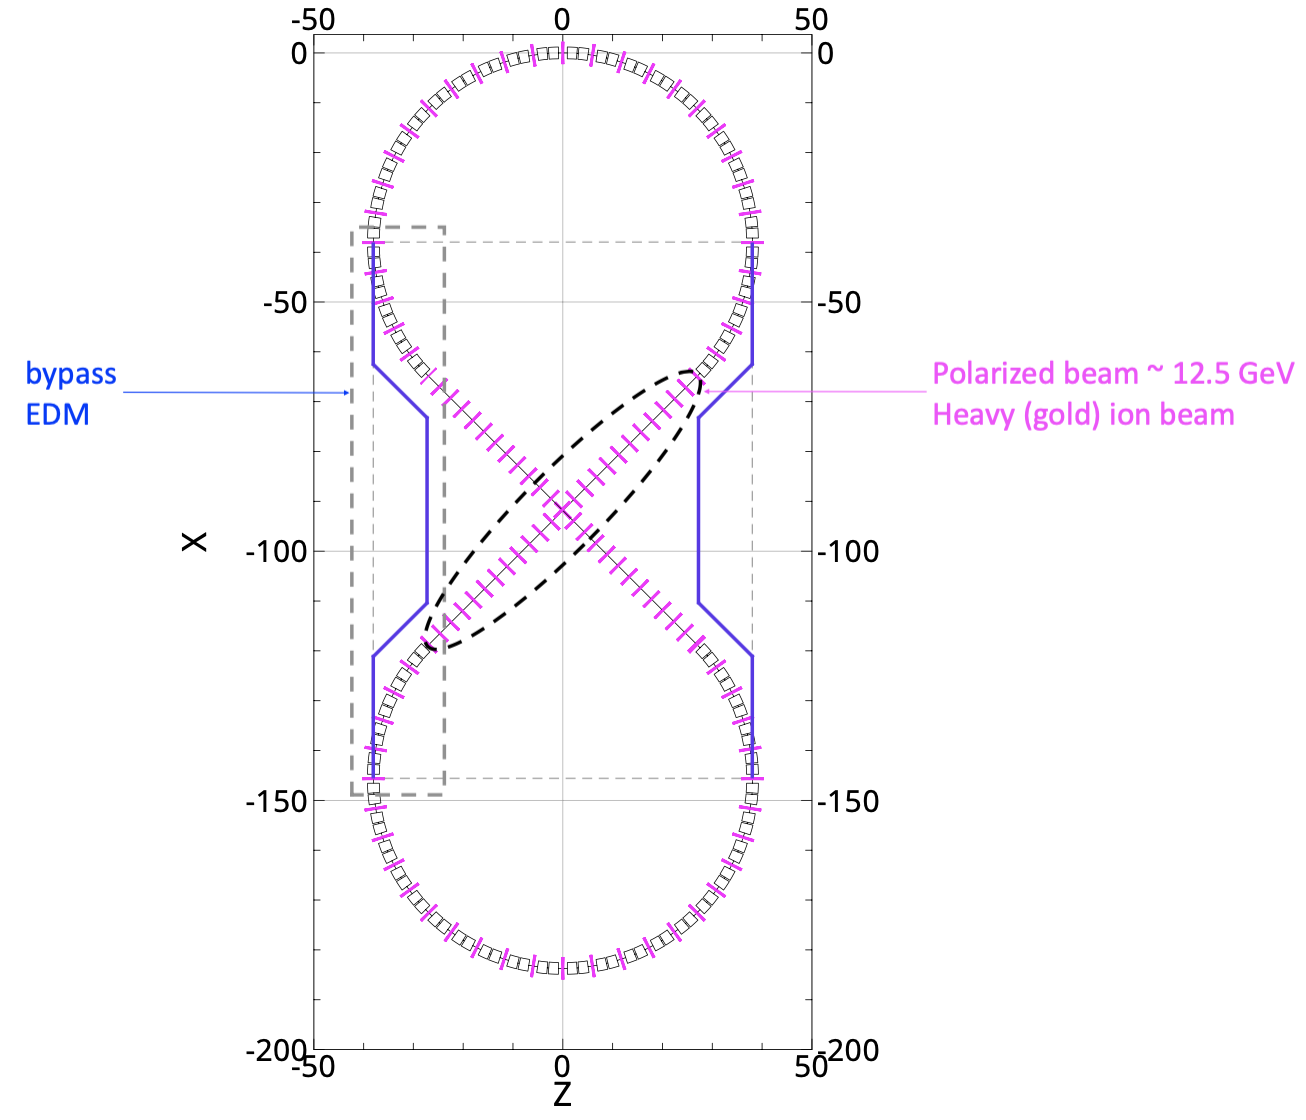 -50 0 50
0 0
-50 -50
bypass
EDM
Polarized beam ~ 12.5 GeV
Heavy (gold) ion beam
X
-100 -100
-150 -150
-200 -200
-50 0 50
Z